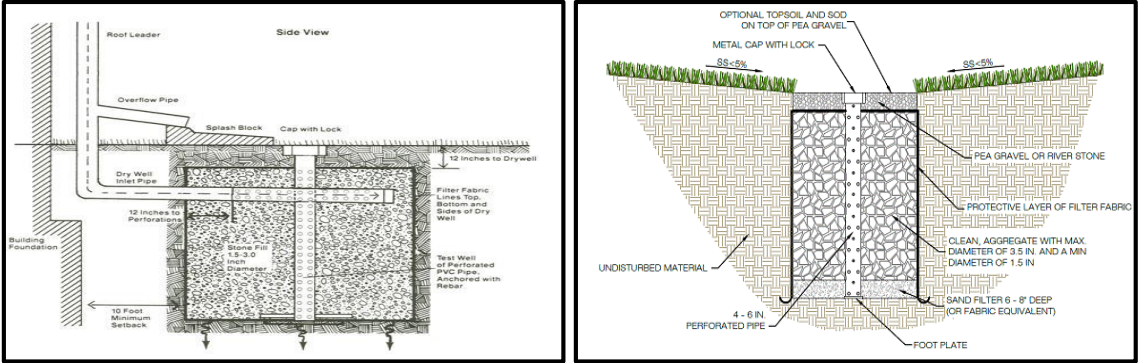 Side View
Roof Leader
Overflow Pipe
Splash Block
Cap with Lock
12 Inches to Drywell
Dry Well
Inlet Pipe
12 Inches to
Perforations
Filter Fabric
Lines Top,
Bottom and
Sides of Dry
Well
Building
Foundation
Stone Fill
1.5-3.0
Inch
Diameter
Test Well
of Perforated
PVC Pipe,
Anchored with
Rebar
10 Foot
Minimum
Setback
OPTIONAL TOPSOIL AND SOD
ON TOP OF PEA GRAVEL
METAL CAP WITH LOCK
SS<5%
SS<5%
PEA GRAVEL OR RIVER STONE
PROTECTIVE LAYER OF FILTER FABRIC
CLEAN, AGGREGATE WITH MAX.
DIAMETER OF 3.5 IN. AND A MIN
DIAMETER OF 1.5 IN
UNDISTURBED MATERIAL
SAND FILTER 6 - 8" DEEP
(OR FABRIC EQUIVALENT)
4 - 6 IN.
PERFORATED PIPE
FOOT PLATE